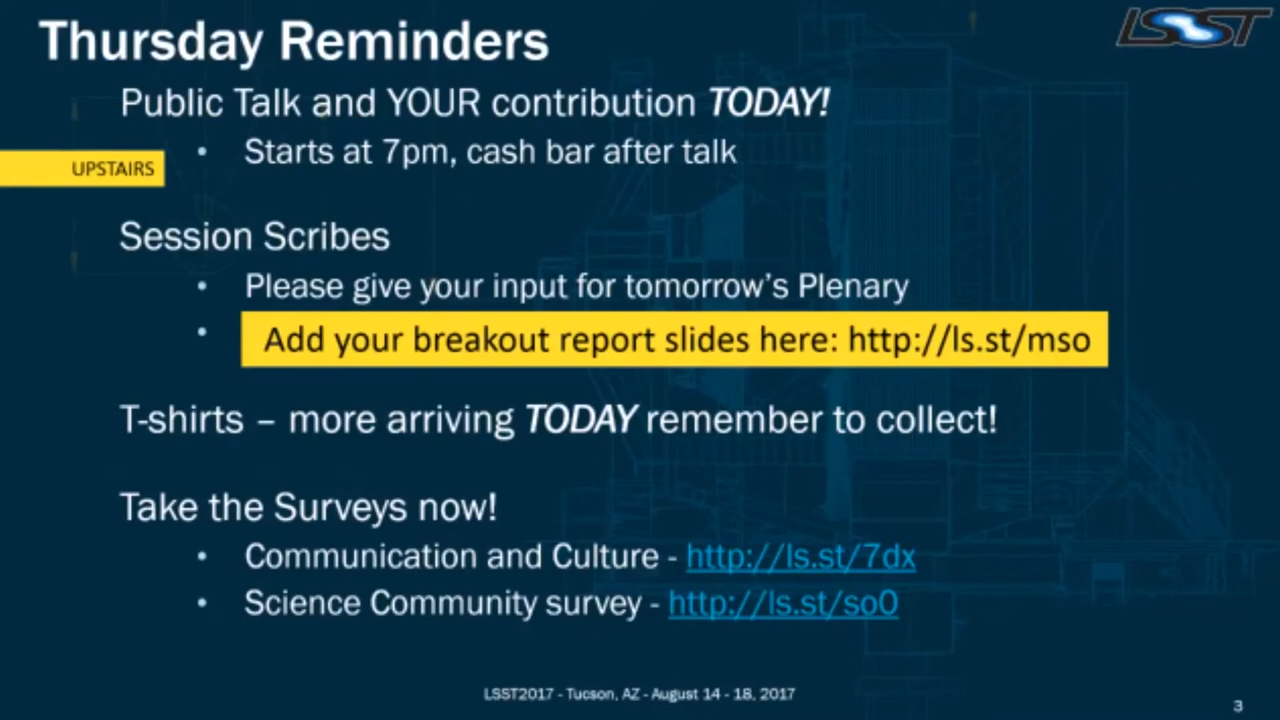 Thursday Reminders
LSST
Public Talk and YOUR contribution TODAY!
• Starts at 7pm, cash bar after talk
UPSTAIRS
Session Scribes
• Please give your input for tomorrow's Plenary
• Add your breakout report slides here: http://ls.st/mso
T-shirts – more arriving TODAY remember to collect!
Take the Surveys now!
• Communication and Culture - http://ls.st/7dx
• Science Community survey - http://ls.st/so0
LSST2017 - Tucson, AZ - August 14 - 18, 2017
3